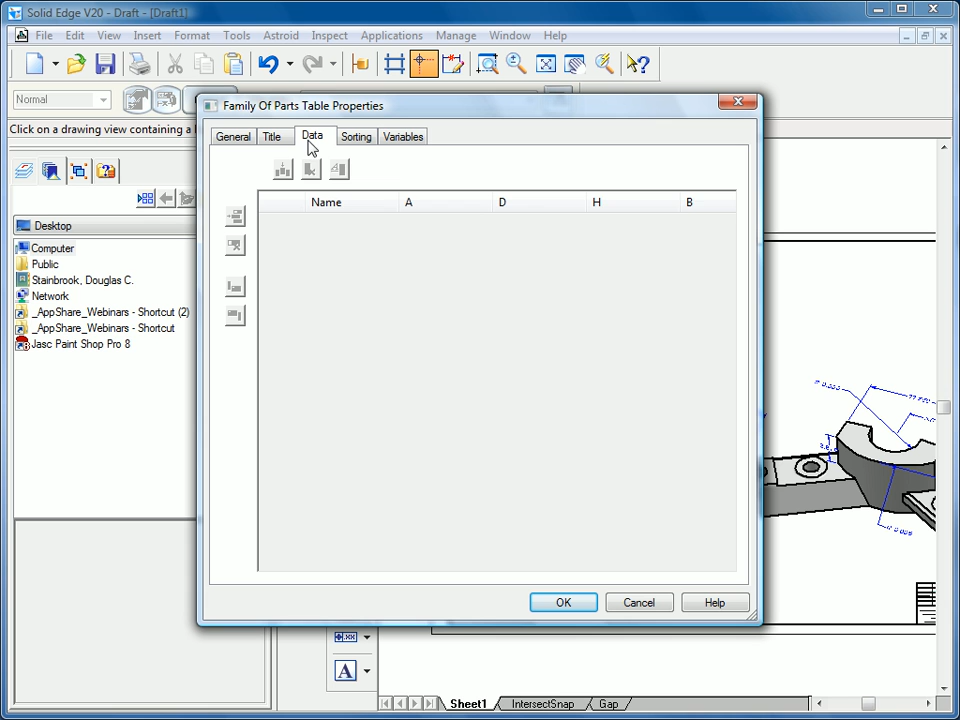 Solid Edge V20 - Draft - [Draft1]
File Edit View Insert Format Tools Astroid Inspect Applications Manage Window Help
Normal
Click on a drawing view containing a
Family Of Parts Table Properties
General Title Data Sorting Variables
Name A D H B
Desktop
Computer
Public
Stainbrook, Douglas C.
Network
_AppShare_Webinars - Shortcut (2)
_AppShare_Webinars - Shortcut
Jasc Paint Shop Pro 8
OK Cancel Help
A
Sheet1 IntersectSnap Gap